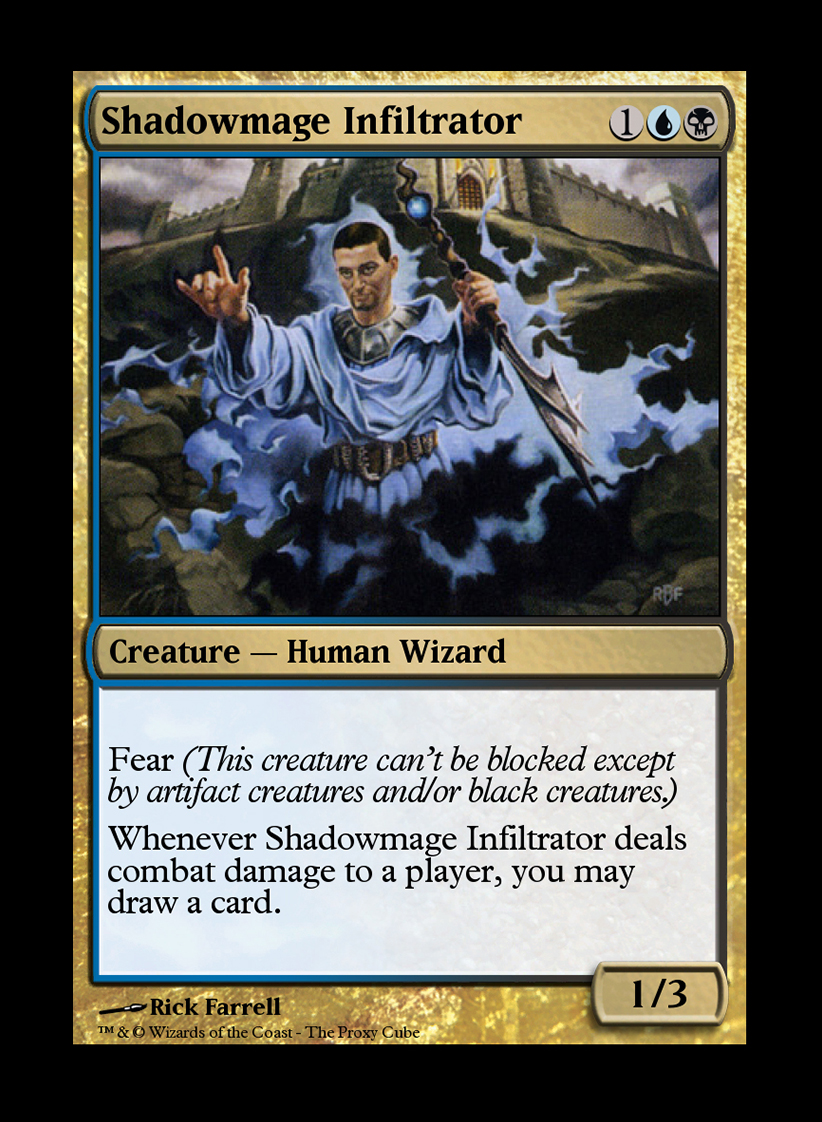 Shadowmage Infiltrator 1
RBF
Creature — Human Wizard
Fear (This creature can't be blocked except
by artifact creatures and/or black creatures.)
Whenever Shadowmage Infiltrator deals
combat damage to a player, you may
draw a card.
1/3
Rick Farrell
™ & © Wizards of the Coast - The Proxy Cube